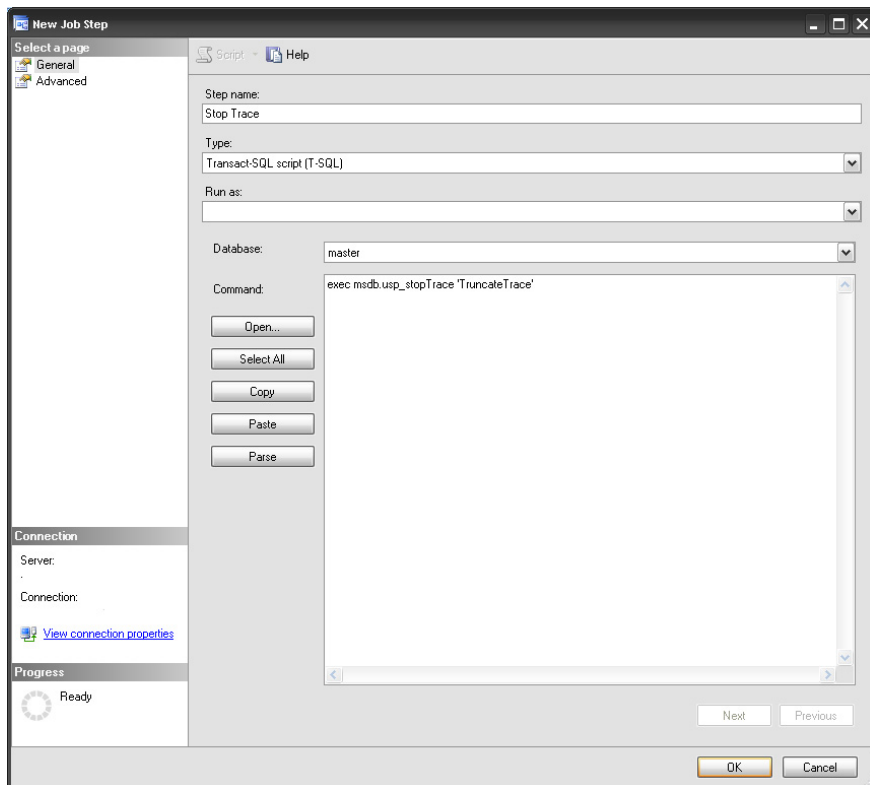 New Job Step
Select a page
General
Advanced
Script
Help
Step name:
Stop Trace
Type:
Transact-SQL script (T-SQL)
Run as:
Database:
master
Command:
exec msdb.usp_stopTrace 'TruncateTrace'
Open...
Select All
Copy
Paste
Parse
Connection
Server:
.
Connection:
View connection properties
Progress
Ready
Next
Previous
OK
Cancel